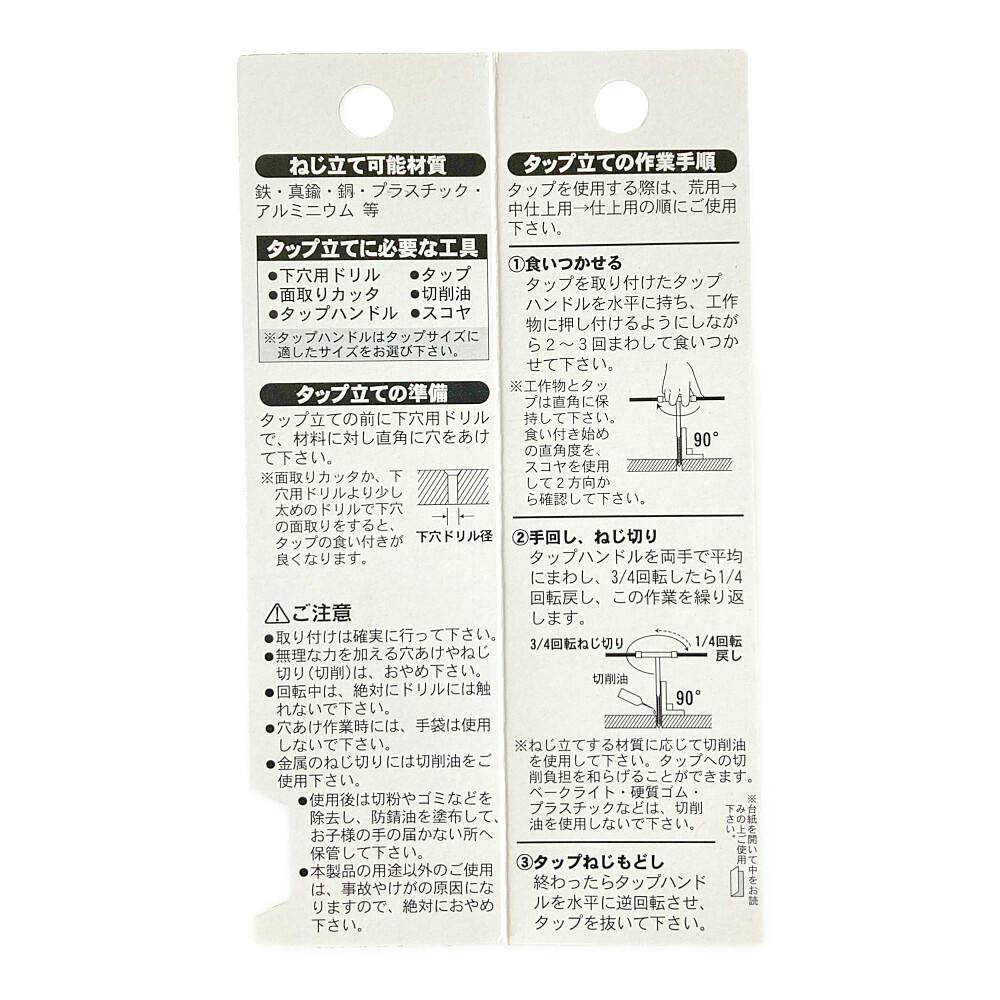 ねじ立て可能材質
鉄・真鍮・銅・プラスチック・
アルミニウム 等
タップ立てに必要な工具
●下穴用ドリル ●タップ
●面取りカッタ ●切削油
●タップハンドル ●スコヤ
※タップハンドルはタップサイズに
適したサイズをお選び下さい。
タップ立ての準備
タップ立ての前に下穴用ドリル
で、材料に対し直角に穴をあけ
て下さい。
※面取りカッタか、下
穴用ドリルより少し
太めのドリルで下穴
の面取りをすると、
タップの食い付きが
良くなります。
下穴ドリル径
⚠ご注意
●取り付けは確実に行って下さい。
●無理な力を加える穴あけやねじ
切り(切削)は、おやめ下さい。
●回転中は、絶対にドリルには触
れないで下さい。
●穴あけ作業時には、手袋は使用
しないで下さい。
●金属のねじ切りには切削油をご
使用下さい。
●使用後は切粉やゴミなどを
除去し、防錆油を塗布して、
お子様の手の届かない所へ
保管して下さい。
●本製品の用途以外のご使用
は、事故やけがの原因にな
りますので、絶対におやめ
下さい。
タップ立ての作業手順
タップを使用する際は、荒用→
中仕上用→仕上用の順にご使用
下さい。
①食いつかせる
タップを取り付けたタップ
ハンドルを水平に持ち、工作
物に押し付けるようにしなが
ら2～3回まわして食いつか
せて下さい。
※工作物とタッ
プは直角に保
持して下さい。
食い付き始め
の直角度を、
スコヤを使用
して2方向か
ら確認して下さい。
90°
②手回し、ねじ切り
タップハンドルを両手で平均
にまわし、3/4回転したら1/4
回転戻し、この作業を繰り返
します。
3/4回転ねじ切り
1/4回転
戻し
切削油
90°
※ねじ立てする材質に応じて切削油
を使用して下さい。タップへの切
削負担を和らげることができます。
ベークライト・硬質ゴム・
プラスチックなどは、切削
油を使用しないで下さい。
③タップねじもどし
終わったらタップハンド
ルを水平に逆回転させ、
タップを抜いて下さい。
※台紙を開いて中をお読
みの上ご使用
下さい。